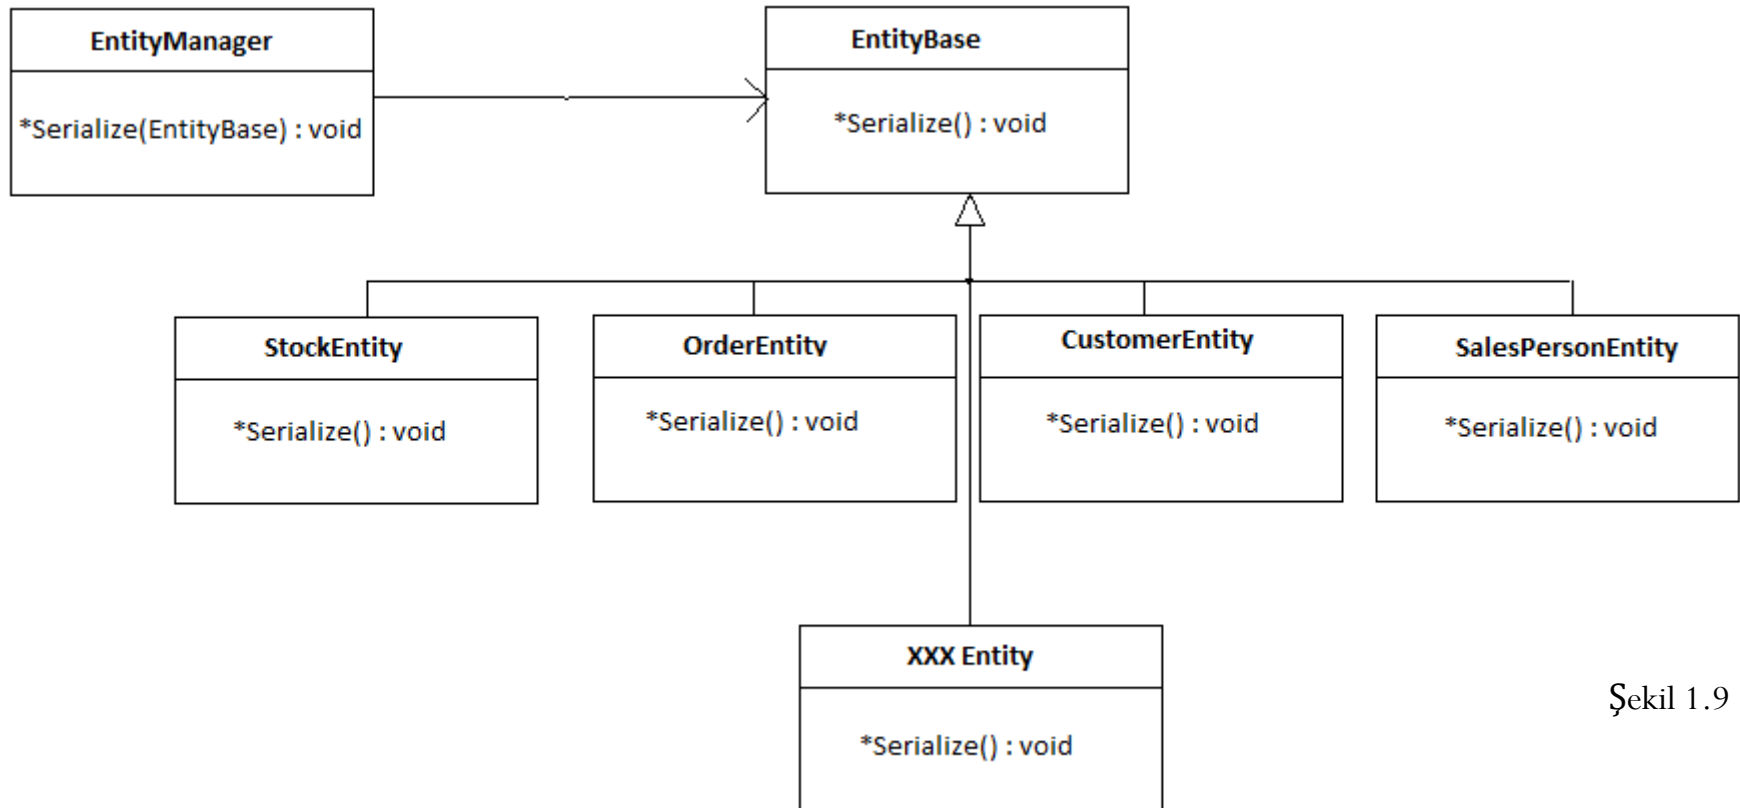 EntityManager
*Serialize(EntityBase) : void
EntityBase
*Serialize() : void
StockEntity
*Serialize() : void
OrderEntity
*Serialize() : void
CustomerEntity
*Serialize() : void
SalesPersonEntity
*Serialize() : void
XXX Entity
*Serialize() : void
Şekil 1.9